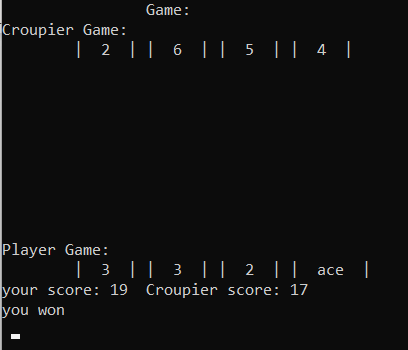 Game:
Croupier Game:
| 2 | | 6 | | 5 | | 4 |
Player Game:
| 3 | | 3 | | 2 | | ace |
your score: 19 Croupier score: 17
you won